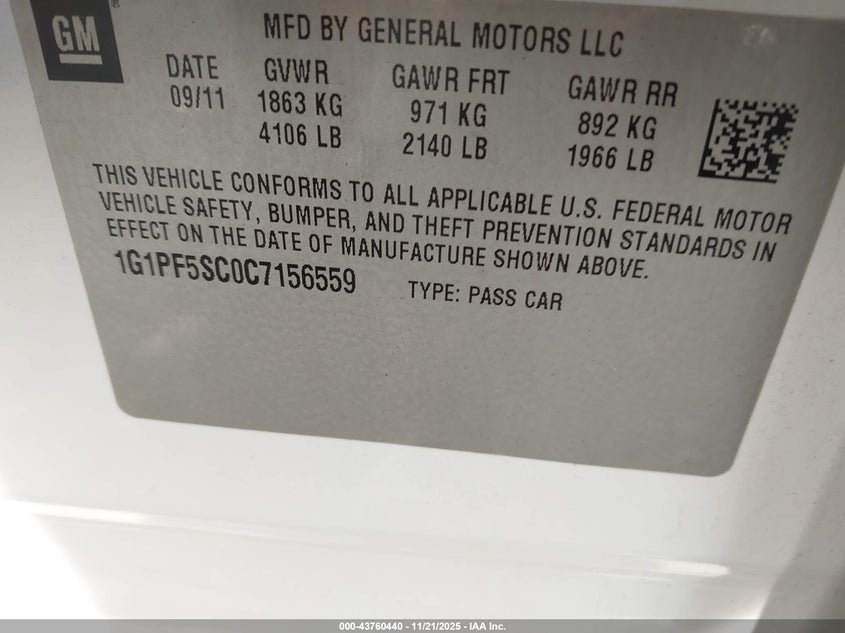 GM®
MFD BY GENERAL MOTORS LLC
DATE GVWR GAWR FRT GAWR RR
09/11 1863 KG 971 KG 892 KG
4106 LB 2140 LB 1966 LB
THIS VEHICLE CONFORMS TO ALL APPLICABLE U.S. FEDERAL MOTOR
VEHICLE SAFETY, BUMPER, AND THEFT PREVENTION STANDARDS IN
EFFECT ON THE DATE OF MANUFACTURE SHOWN ABOVE.
1G1PF5SC0C7156559 TYPE: PASS CAR
000-43760440 - 11/21/2025 - IAA Inc.